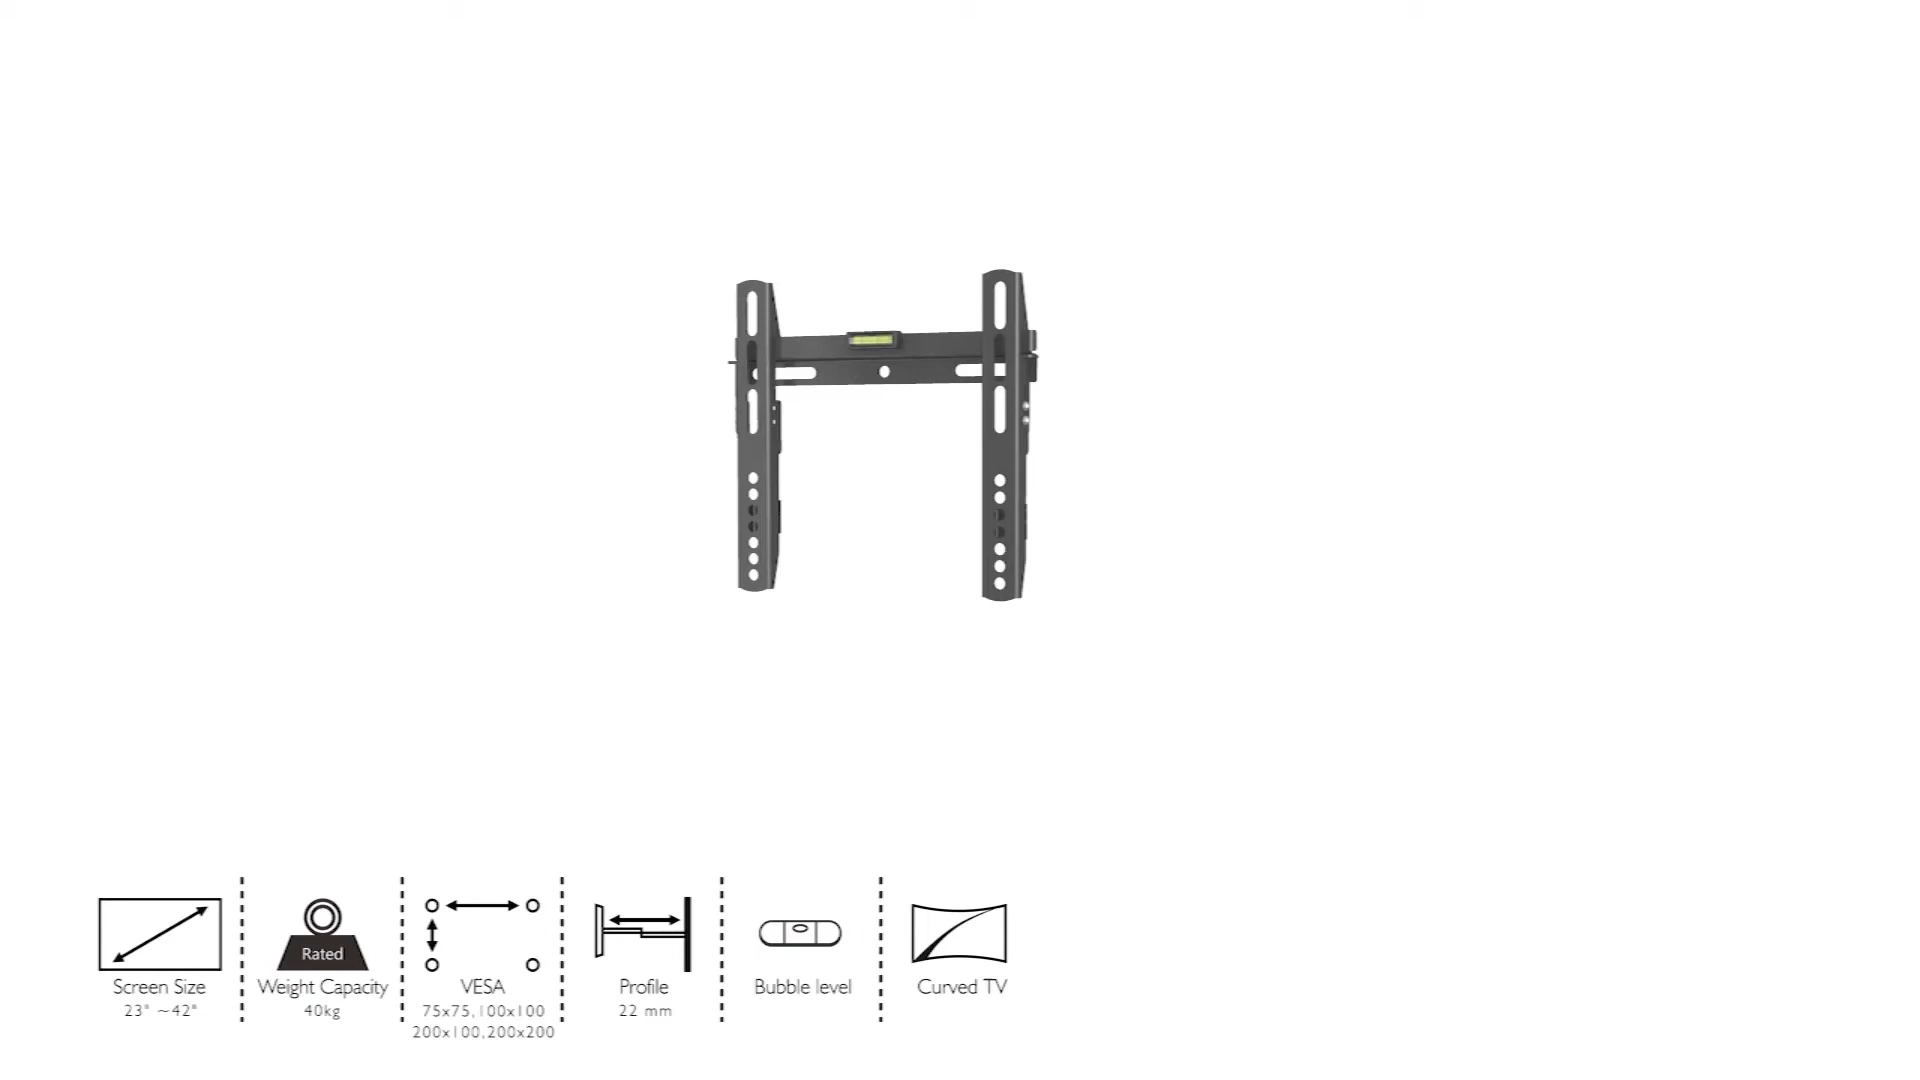 Rated
Screen Size
23" ~42"
Weight Capacity
40kg
VESA
75x75,100x100
200x100,200x200
Profile
22 mm
Bubble level
Curved TV